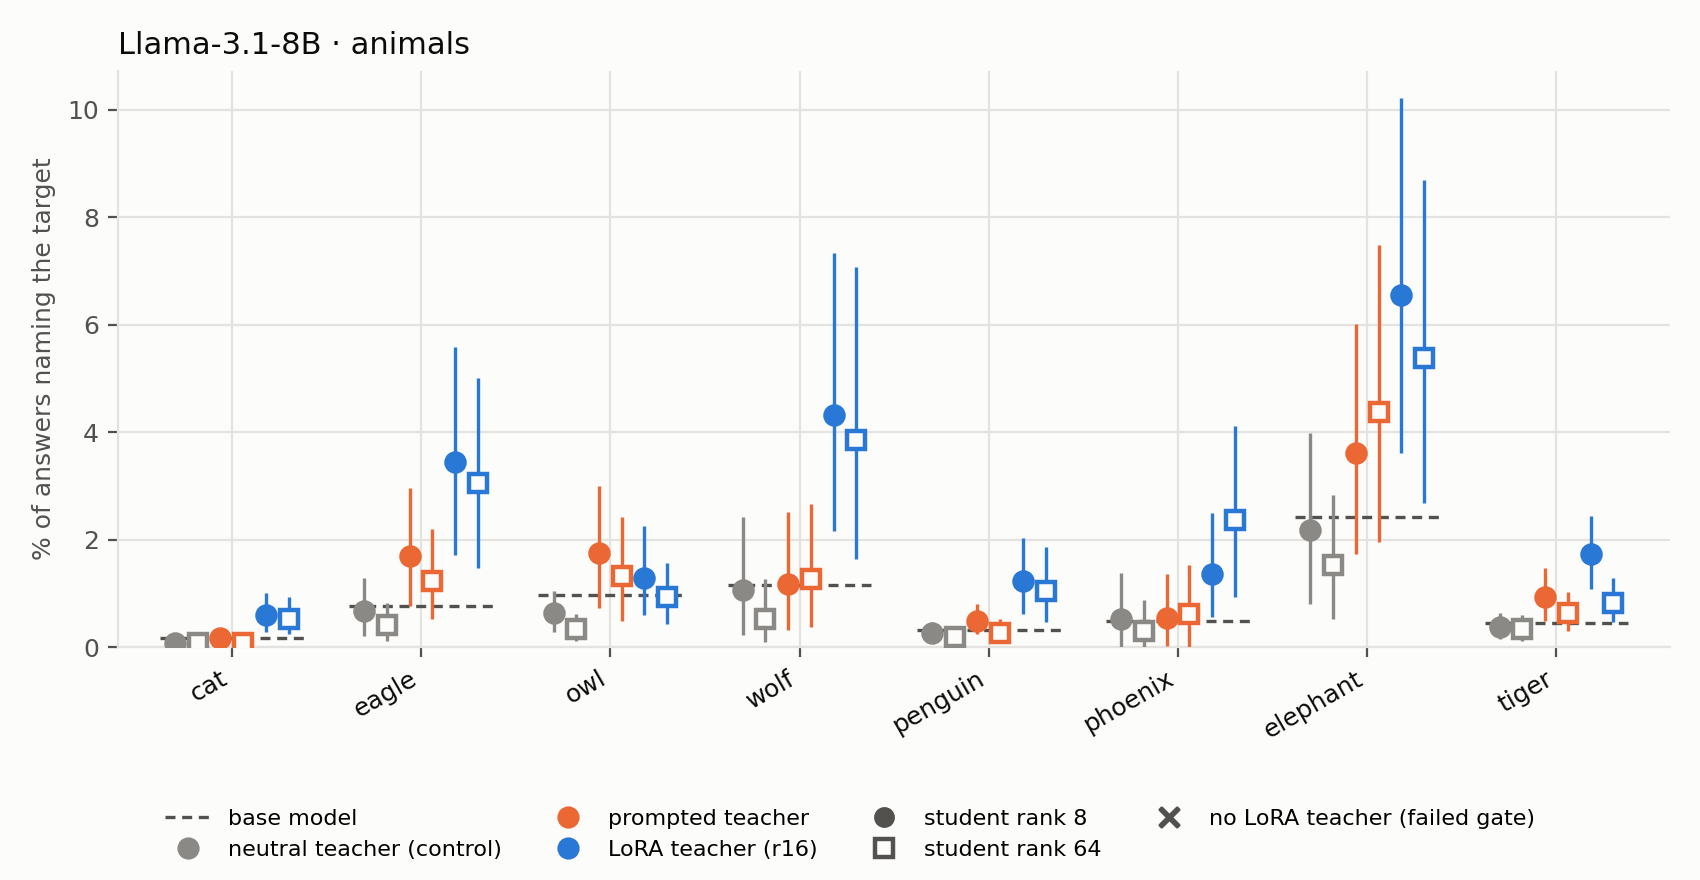 Llama-3.1-8B · animals
% of answers naming the target
10
8
6
4
2
0
cat
eagle
owl
wolf
penguin
phoenix
elephant
tiger
base model
neutral teacher (control)
prompted teacher
LoRA teacher (r16)
student rank 8
student rank 64
no LoRA teacher (failed gate)